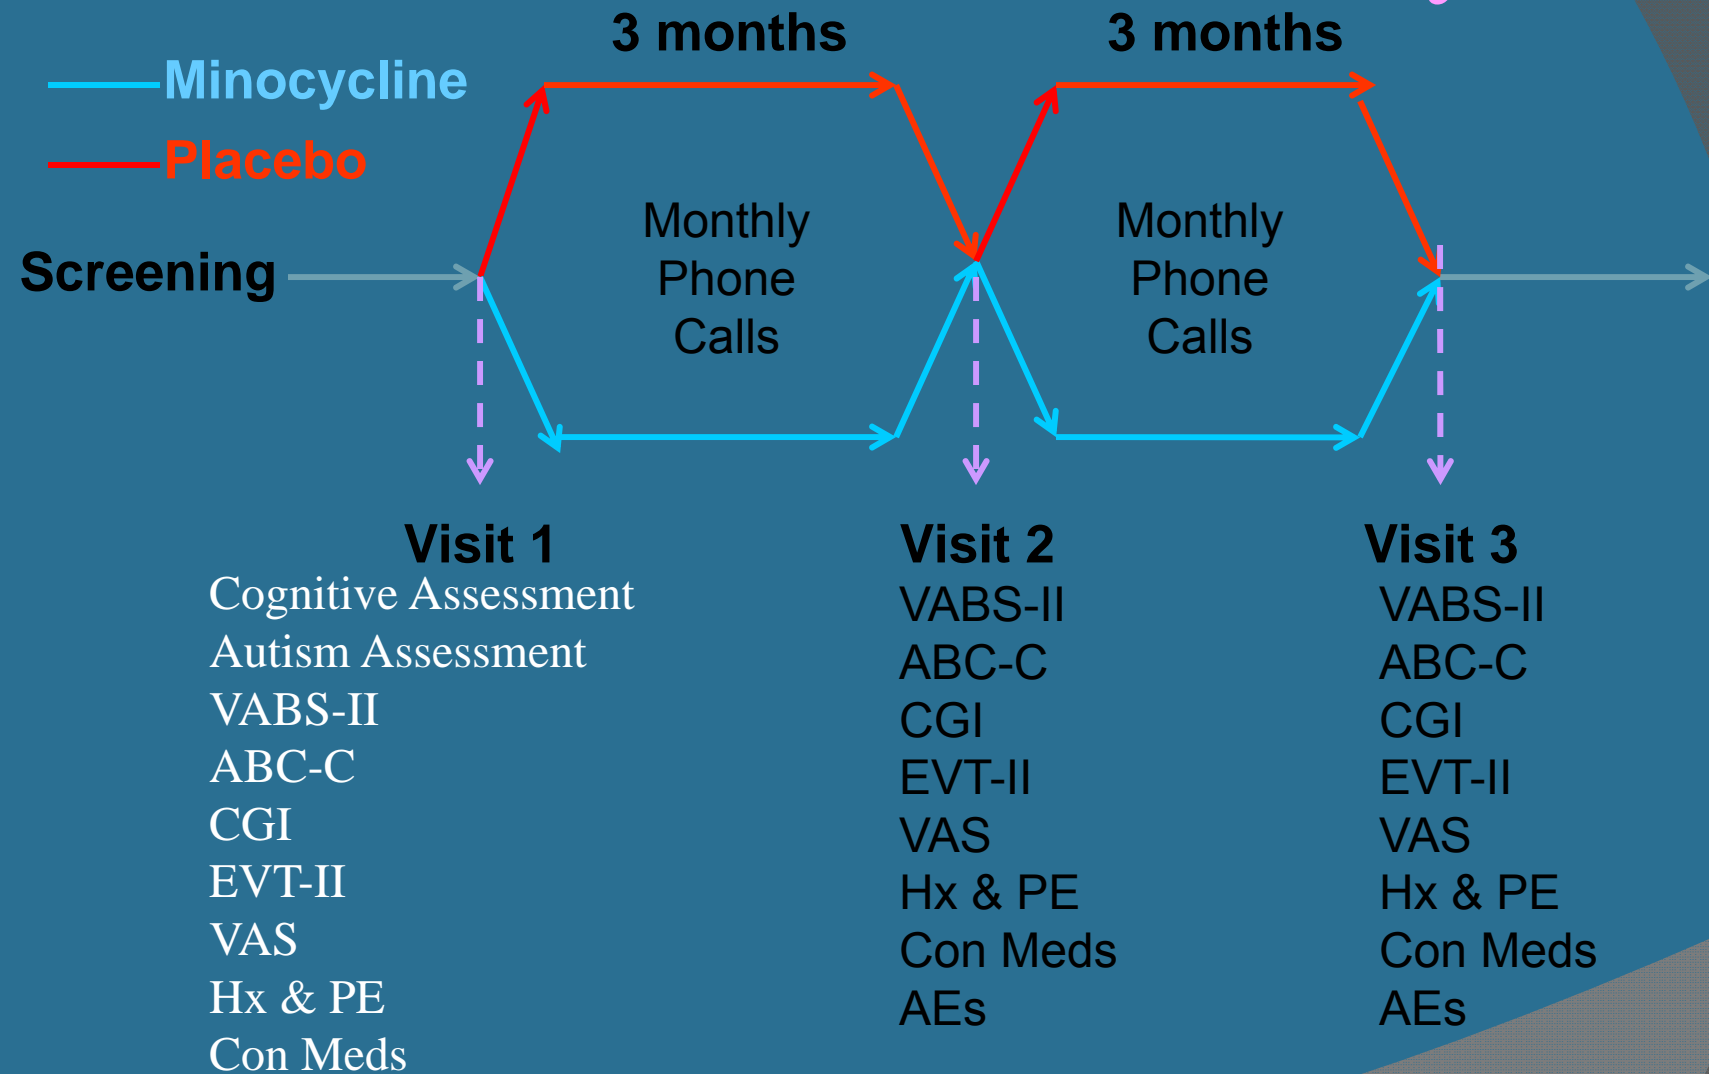 3 months
3 months
Minocycline
Placebo
Monthly
Phone
Calls
Monthly
Phone
Calls
Screening
Visit 1
Cognitive Assessment
Autism Assessment
VABS-II
ABC-C
CGI
EVT-II
VAS
Hx & PE
Con Meds
Visit 2
VABS-II
ABC-C
CGI
EVT-II
VAS
Hx & PE
Con Meds
AEs
Visit 3
VABS-II
ABC-C
CGI
EVT-II
VAS
Hx & PE
Con Meds
AEs